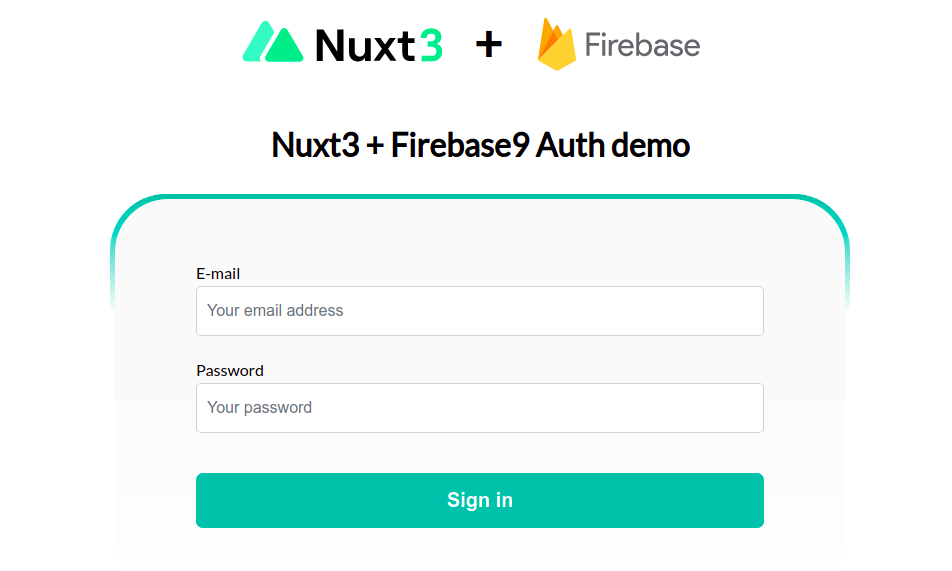 Nuxt3 + Firebase
Nuxt3 + Firebase9 Auth demo
E-mail
Your email address
Password
Your password
Sign in